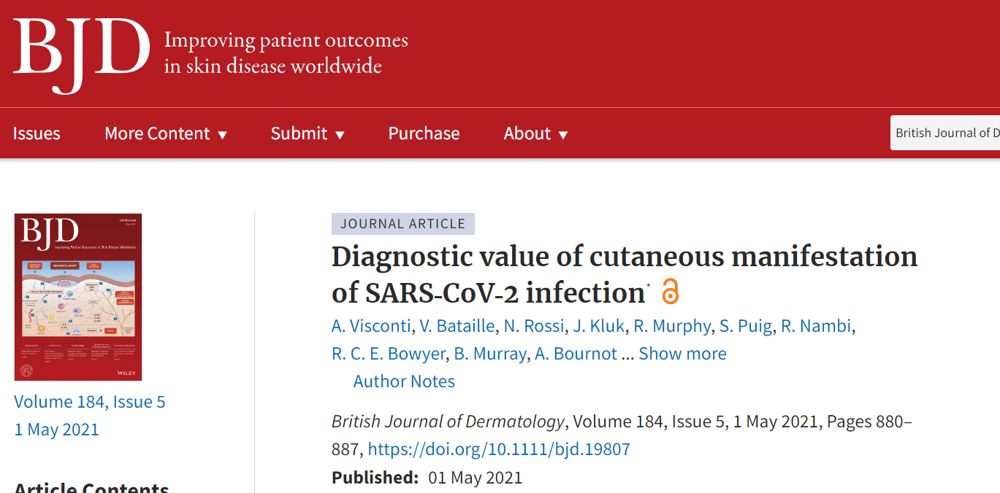 BJD
Improving patient outcomes
in skin disease worldwide
Issues
More Content ▼
Submit ▼
Purchase
About ▼
British Journal of D
BJD
Improving Patient Outcomes in Skin Disease Worldwide
WILEY
Volume 184, Issue 5
1 May 2021
Article Contents
JOURNAL ARTICLE
Diagnostic value of cutaneous manifestation
of SARS-CoV-2 infection*
A. Visconti, V. Bataille, N. Rossi, J. Kluk, R. Murphy, S. Puig, R. Nambi,
R. C. E. Bowyer, B. Murray, A. Bournot ... Show more
Author Notes
British Journal of Dermatology, Volume 184, Issue 5, 1 May 2021, Pages 880–
887, https://doi.org/10.1111/bjd.19807
Published: 01 May 2021